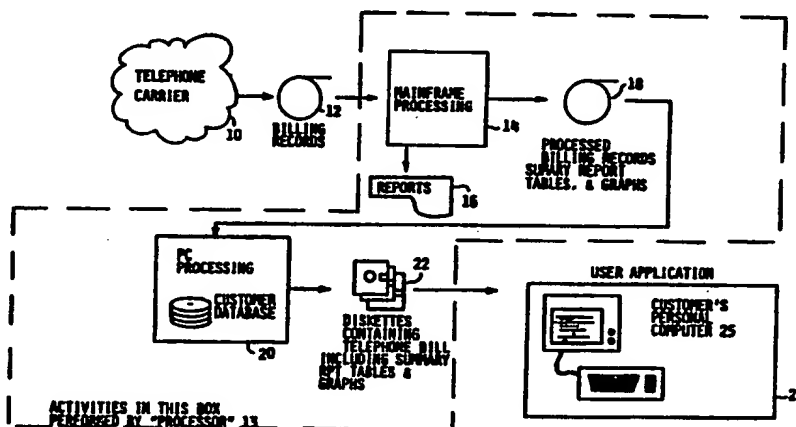 TELEPHONE
CARRIER
10
12
BILLING
RECORDS
MAINFRAME
PROCESSING
14
REPORTS
16
18
PROCESSED
BILLING RECORDS
SUMARY REPORT
TABLES, & GRAPHS
PC
PROCESSING
CUSTOMER
DATABASE
20
22
DISKETTES
CONTAINING
TELEPHONE BILL
INCLUDING SUMMARY
RPT TABLES &
GRAPHS
USER APPLICATION
CUSTOMER'S
PERSONAL
COMPUTER 25
ACTIVITIES IN THIS BOX
PERFORMED BY "PROCESSOR" 13